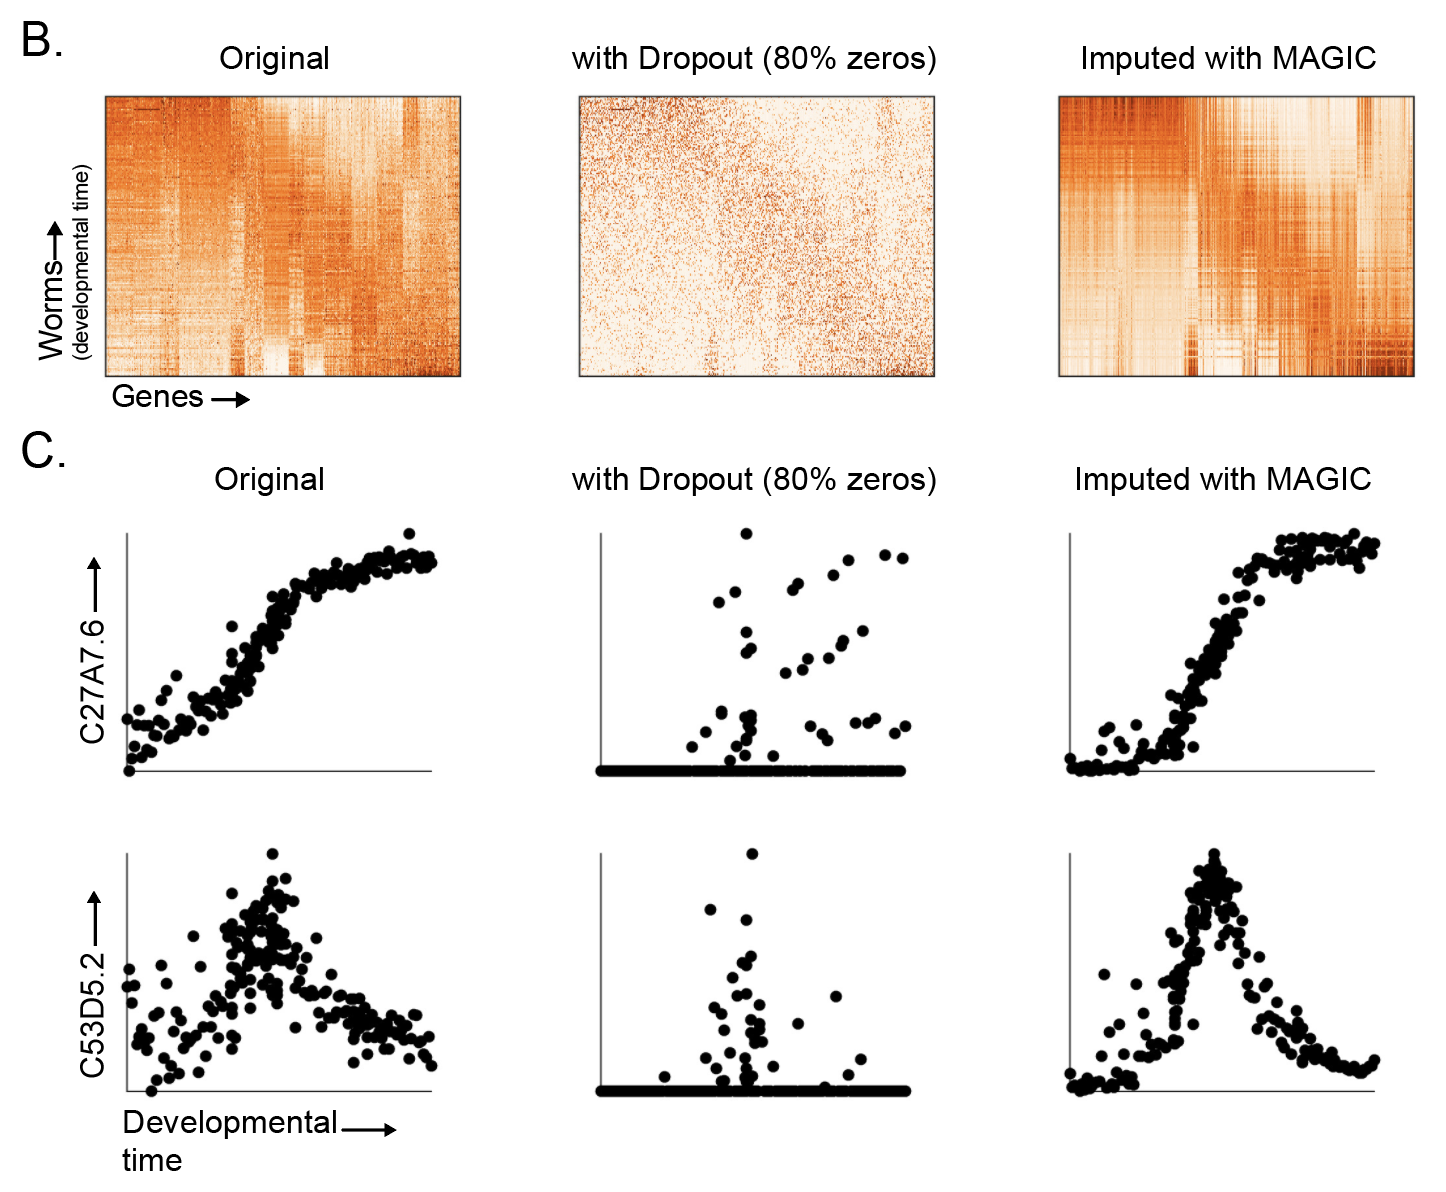 B.
Original
with Dropout (80% zeros)
Imputed with MAGIC
Worms
(developmental time)
Genes
C.
Original
with Dropout (80% zeros)
Imputed with MAGIC
C27A7.6
C53D5.2
Developmental
time